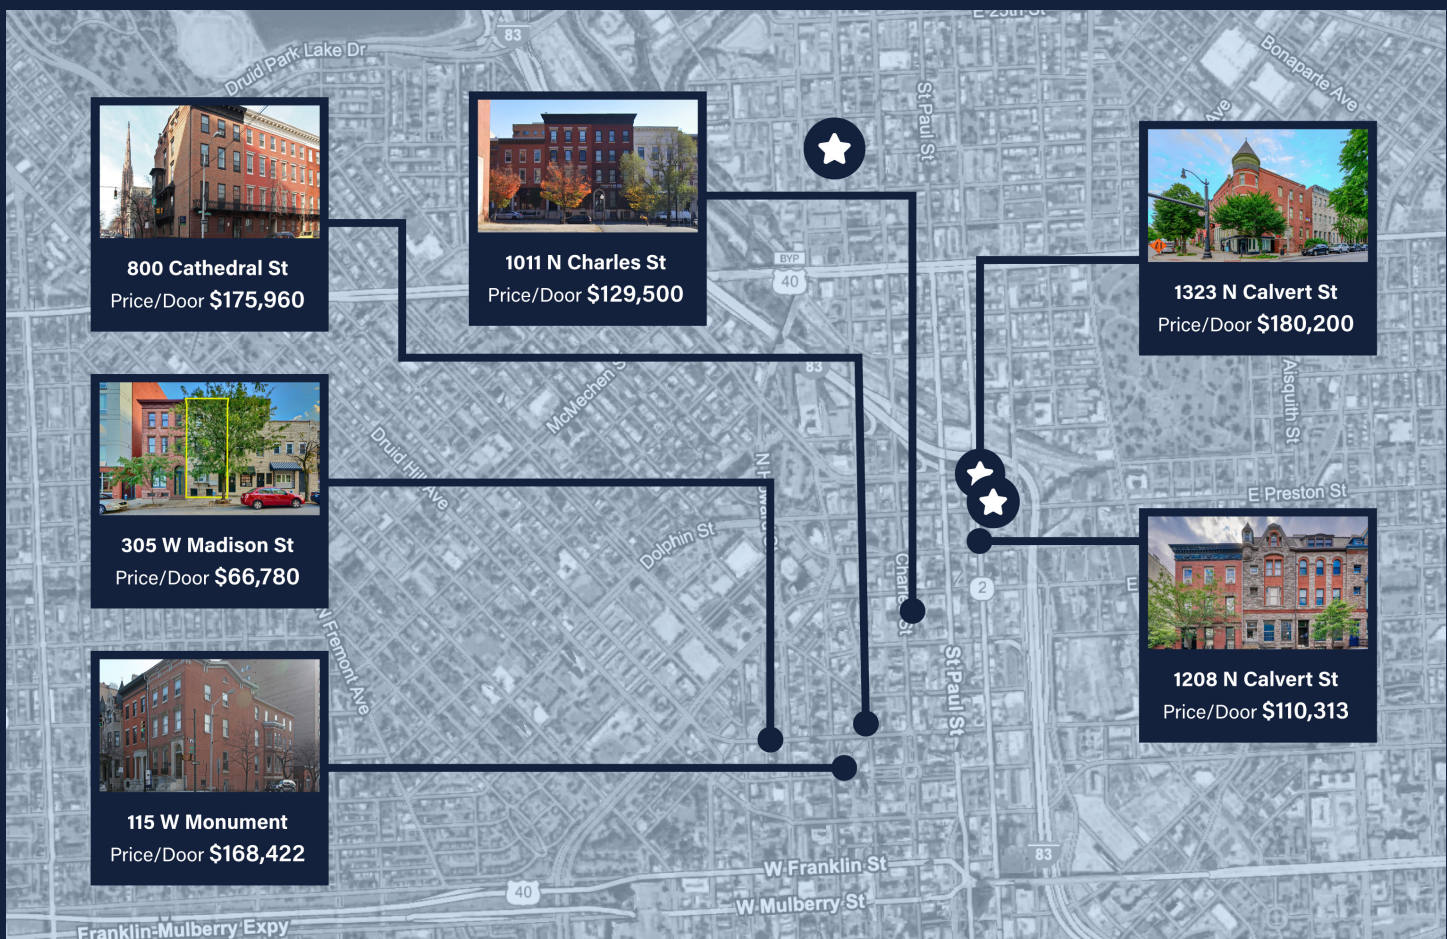 E 25th St
83
Druid Park Lake Dr
Bonaparte Ave
St Paul St
Ave
800 Cathedral St
Price/Door $175,960
1011 N Charles St
Price/Door $129,500
BYP
40
1323 N Calvert St
Price/Door $180,200
83
McMechen S
Asquith St
Druid Hill Ave
305 W Madison St
Price/Door $66,780
E Preston St
Dolphin St
2
E
N Fremont Ave
St Paul St
1208 N Calvert St
Price/Door $110,313
115 W Monument
Price/Door $168,422
83
W Franklin St
40
W Mulberry St
Franklin-Mulberry Expy